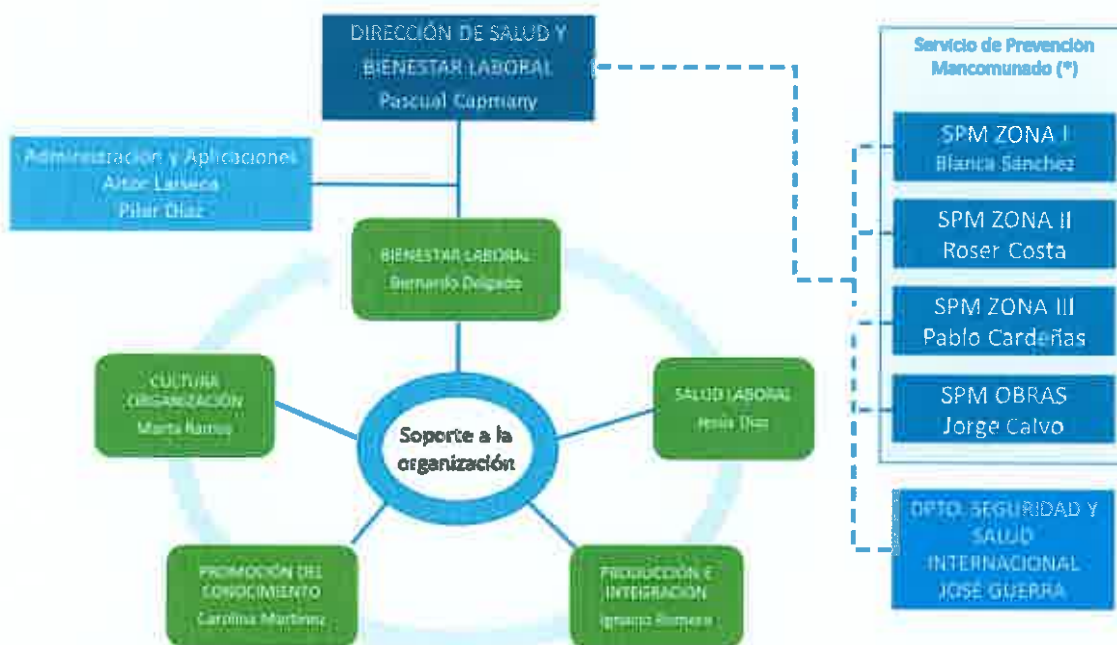 DIRECCIÓN DE SALUD Y
BIENESTAR LABORAL
Pascual Capmany
Administración y Aplicaciones
Aitor
Pilar Díaz
BIENESTAR LABORAL
Bernardo Delgado
CULTURA
ORGANIZACIÓN
Marta Ramos
SALUD LABORAL
Díaz
Soporte a la
organización
PROMOCIÓN DEL
CONOCIMIENTO
Carolina Martínez
PRODUCCIÓN E
INTEGRACIÓN
Ignacio Romero
Servicio de Prevención
Mancomunado (*)
SPM ZONA I
Blanca Sánchez
SPM ZONA II
Roser Costa
SPM ZONA III
Pablo Cardeñas
SPM OBRAS
Jorge Calvo
DPTO. SEGURIDAD Y
SALUD
INTERNACIONAL
JOSÉ GUERRA